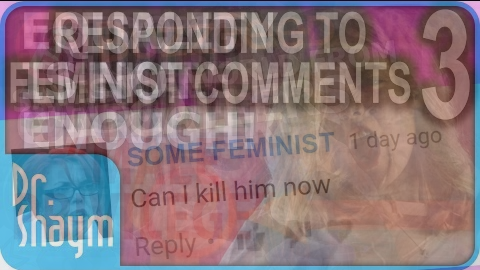 RESPONDING TO
FEMINIST COMMENTS
3
ENOUGH!
SOME FEMINIST 1 day ago
Can I kill him now
Reply
Dr.
Shaym